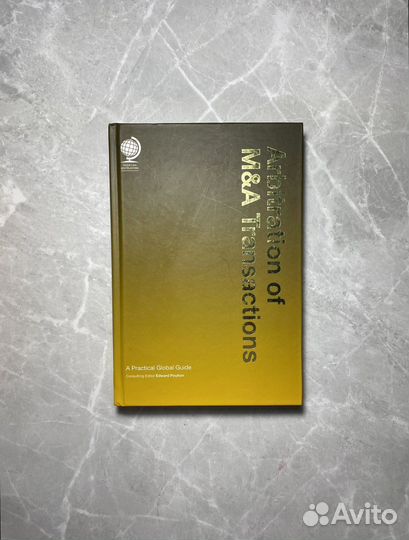 Arbitration of
M&A Transactions
A Practical Global Guide
Consulting Editor Edward Poulton
Avito